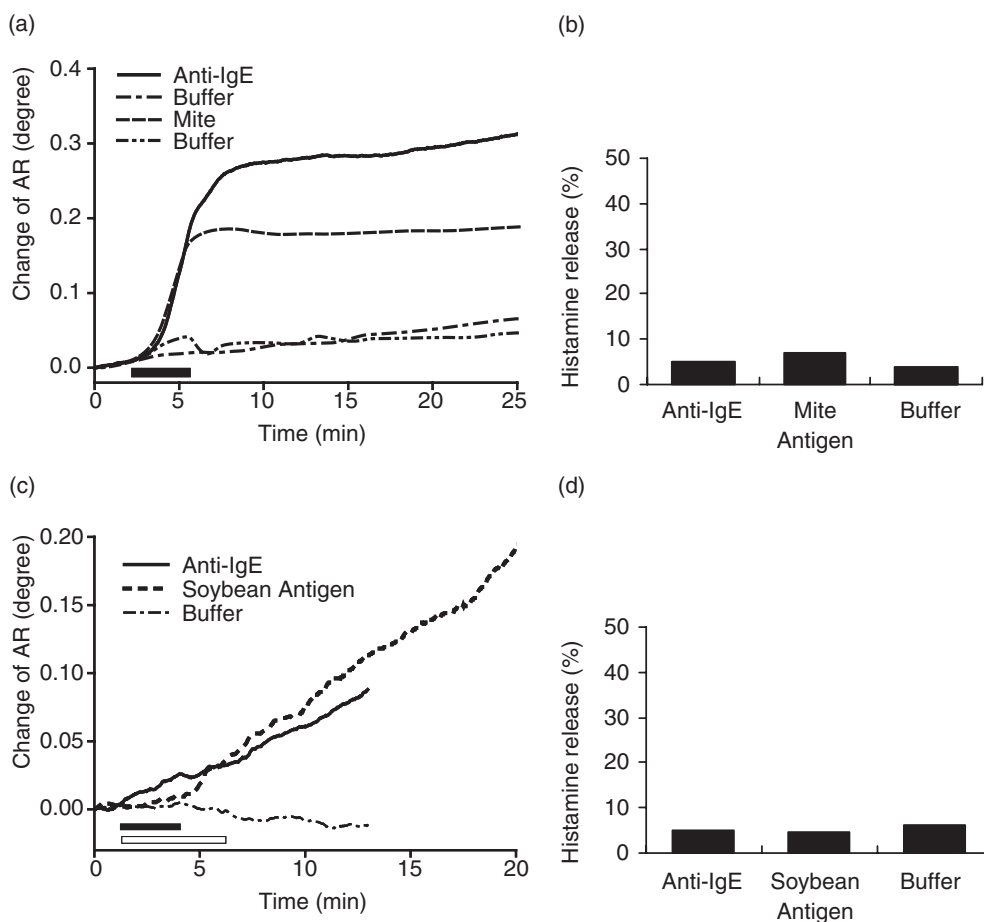 (a)
Change of AR (degree)
0.4
0.3
0.2
0.1
0.0
Anti-IgE
Buffer
Mite
Buffer
0 5 10 15 20 25
Time (min)
(b)
Histamine release (%)
50
40
30
20
10
0
Anti-IgE Mite Buffer
Antigen
(c)
Change of AR (degree)
0.20
0.15
0.10
0.05
0.00
Anti-IgE
Soybean Antigen
Buffer
0 5 10 15 20
Time (min)
(d)
Histamine release (%)
50
40
30
20
10
0
Anti-IgE Soybean Buffer
Antigen